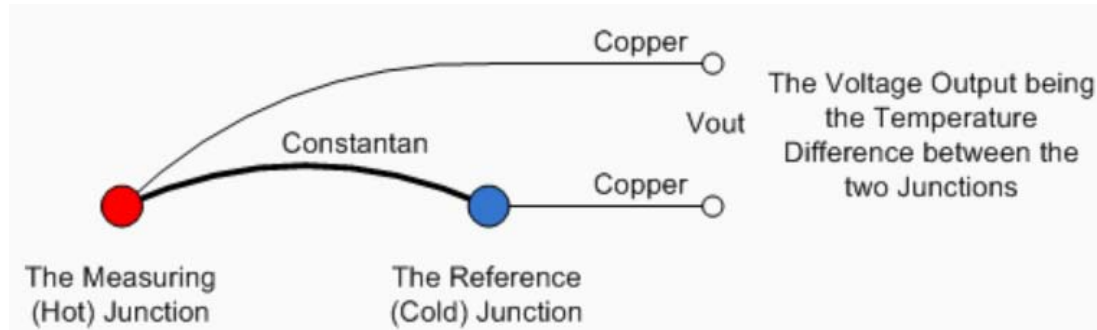 Copper
The Voltage Output being
the Temperature
Difference between the
two Junctions
Vout
Constantan
Copper
The Measuring
(Hot) Junction
The Reference
(Cold) Junction